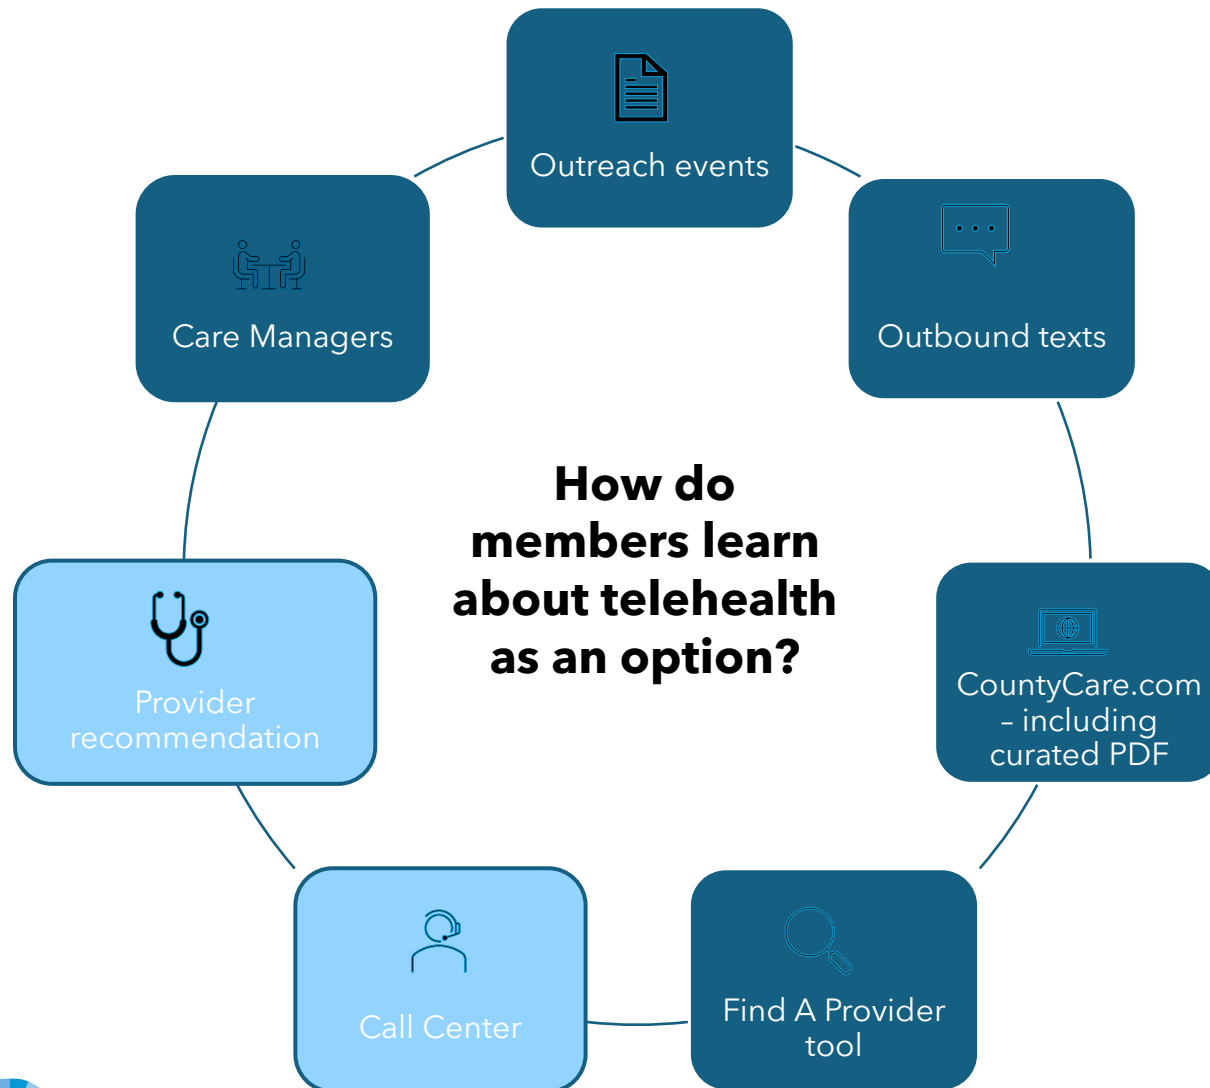 Outreach events
Outbound texts
CountyCare.com
– including
curated PDF
Find A Provider
tool
Call Center
Provider
recommendation
Care Managers
How do
members learn
about telehealth
as an option?